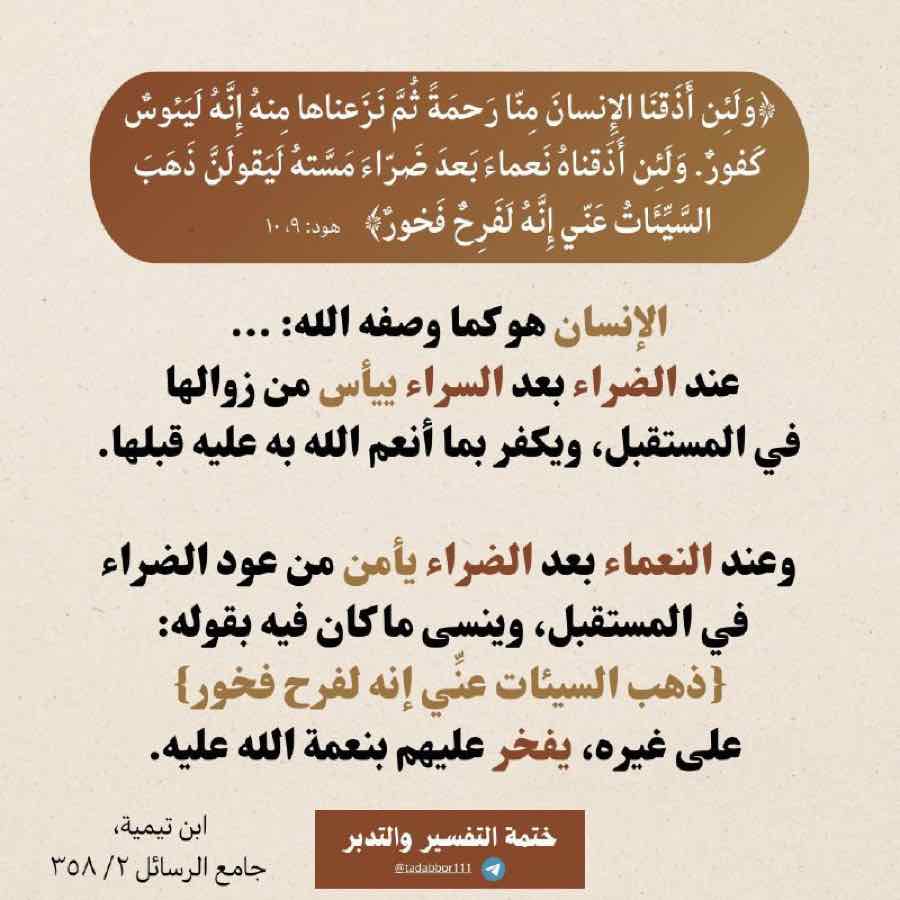 ﴿وَلَئِن أَذَقنَا الإِنسانَ مِنّا رَحمَةً ثُمَّ نَزَعناها مِنهُ إِنَّهُ لَيَئوسٌ
كَفورٌ. وَلَئِن أَذَقناهُ نَعماءَ بَعدَ ضَرّاءَ مَسَّتهُ لَيَقولَنَّ ذَهَبَ
السَّيِّئَاتُ عَنّي إِنَّهُ لَفَرِحٌ فَخورٌ﴾ هود: ٩، ١٠
الإنسان هو كما وصفه الله: ...
عند الضراء بعد السراء ييأس من زوالها
في المستقبل، ويكفر بما أنعم الله به عليه قبلها.
وعند النعماء بعد الضراء يأمن من عود الضراء
في المستقبل، وينسى ما كان فيه بقوله:
{ذهب السيئات عنِّي إنه لفرح فخور}
على غيره، يفخر عليهم بنعمة الله عليه.
ابن تيمية،
جامع الرسائل ٢/ ٣٥٨
ختمة التفسير والتدبر
@tadabbor111